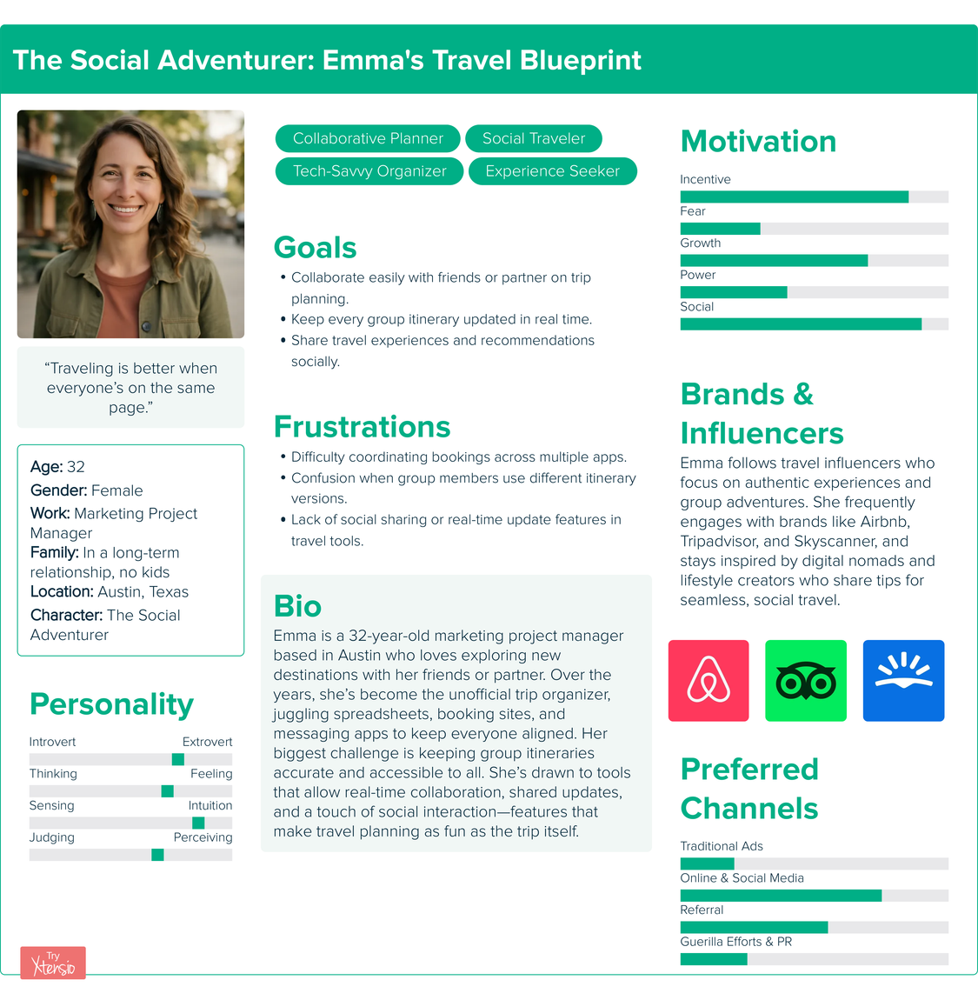 The Social Adventurer: Emma's Travel Blueprint
“Traveling is better when
everyone’s on the same
page.”
Age: 32
Gender: Female
Work: Marketing Project
Manager
Family: In a long-term
relationship, no kids
Location: Austin, Texas
Character: The Social
Adventurer
Personality
Introvert Extrovert
Thinking Feeling
Sensing Intuition
Judging Perceiving
Collaborative Planner Social Traveler
Tech-Savvy Organizer Experience Seeker
Goals
• Collaborate easily with friends or partner on trip
planning.
• Keep every group itinerary updated in real time.
• Share travel experiences and recommendations
socially.
Frustrations
• Difficulty coordinating bookings across multiple apps.
• Confusion when group members use different itinerary
versions.
• Lack of social sharing or real-time update features in
travel tools.
Bio
Emma is a 32-year-old marketing project manager
based in Austin who loves exploring new
destinations with her friends or partner. Over the
years, she’s become the unofficial trip organizer,
juggling spreadsheets, booking sites, and
messaging apps to keep everyone aligned. Her
biggest challenge is keeping group itineraries
accurate and accessible to all. She’s drawn to tools
that allow real-time collaboration, shared updates,
and a touch of social interaction—features that
make travel planning as fun as the trip itself.
Motivation
Incentive
Fear
Growth
Power
Social
Brands &
Influencers
Emma follows travel influencers who
focus on authentic experiences and
group adventures. She frequently
engages with brands like Airbnb,
Tripadvisor, and Skyscanner, and
stays inspired by digital nomads and
lifestyle creators who share tips for
seamless, social travel.
Preferred
Channels
Traditional Ads
Online & Social Media
Referral
Guerilla Efforts & PR
Try
Xtensio